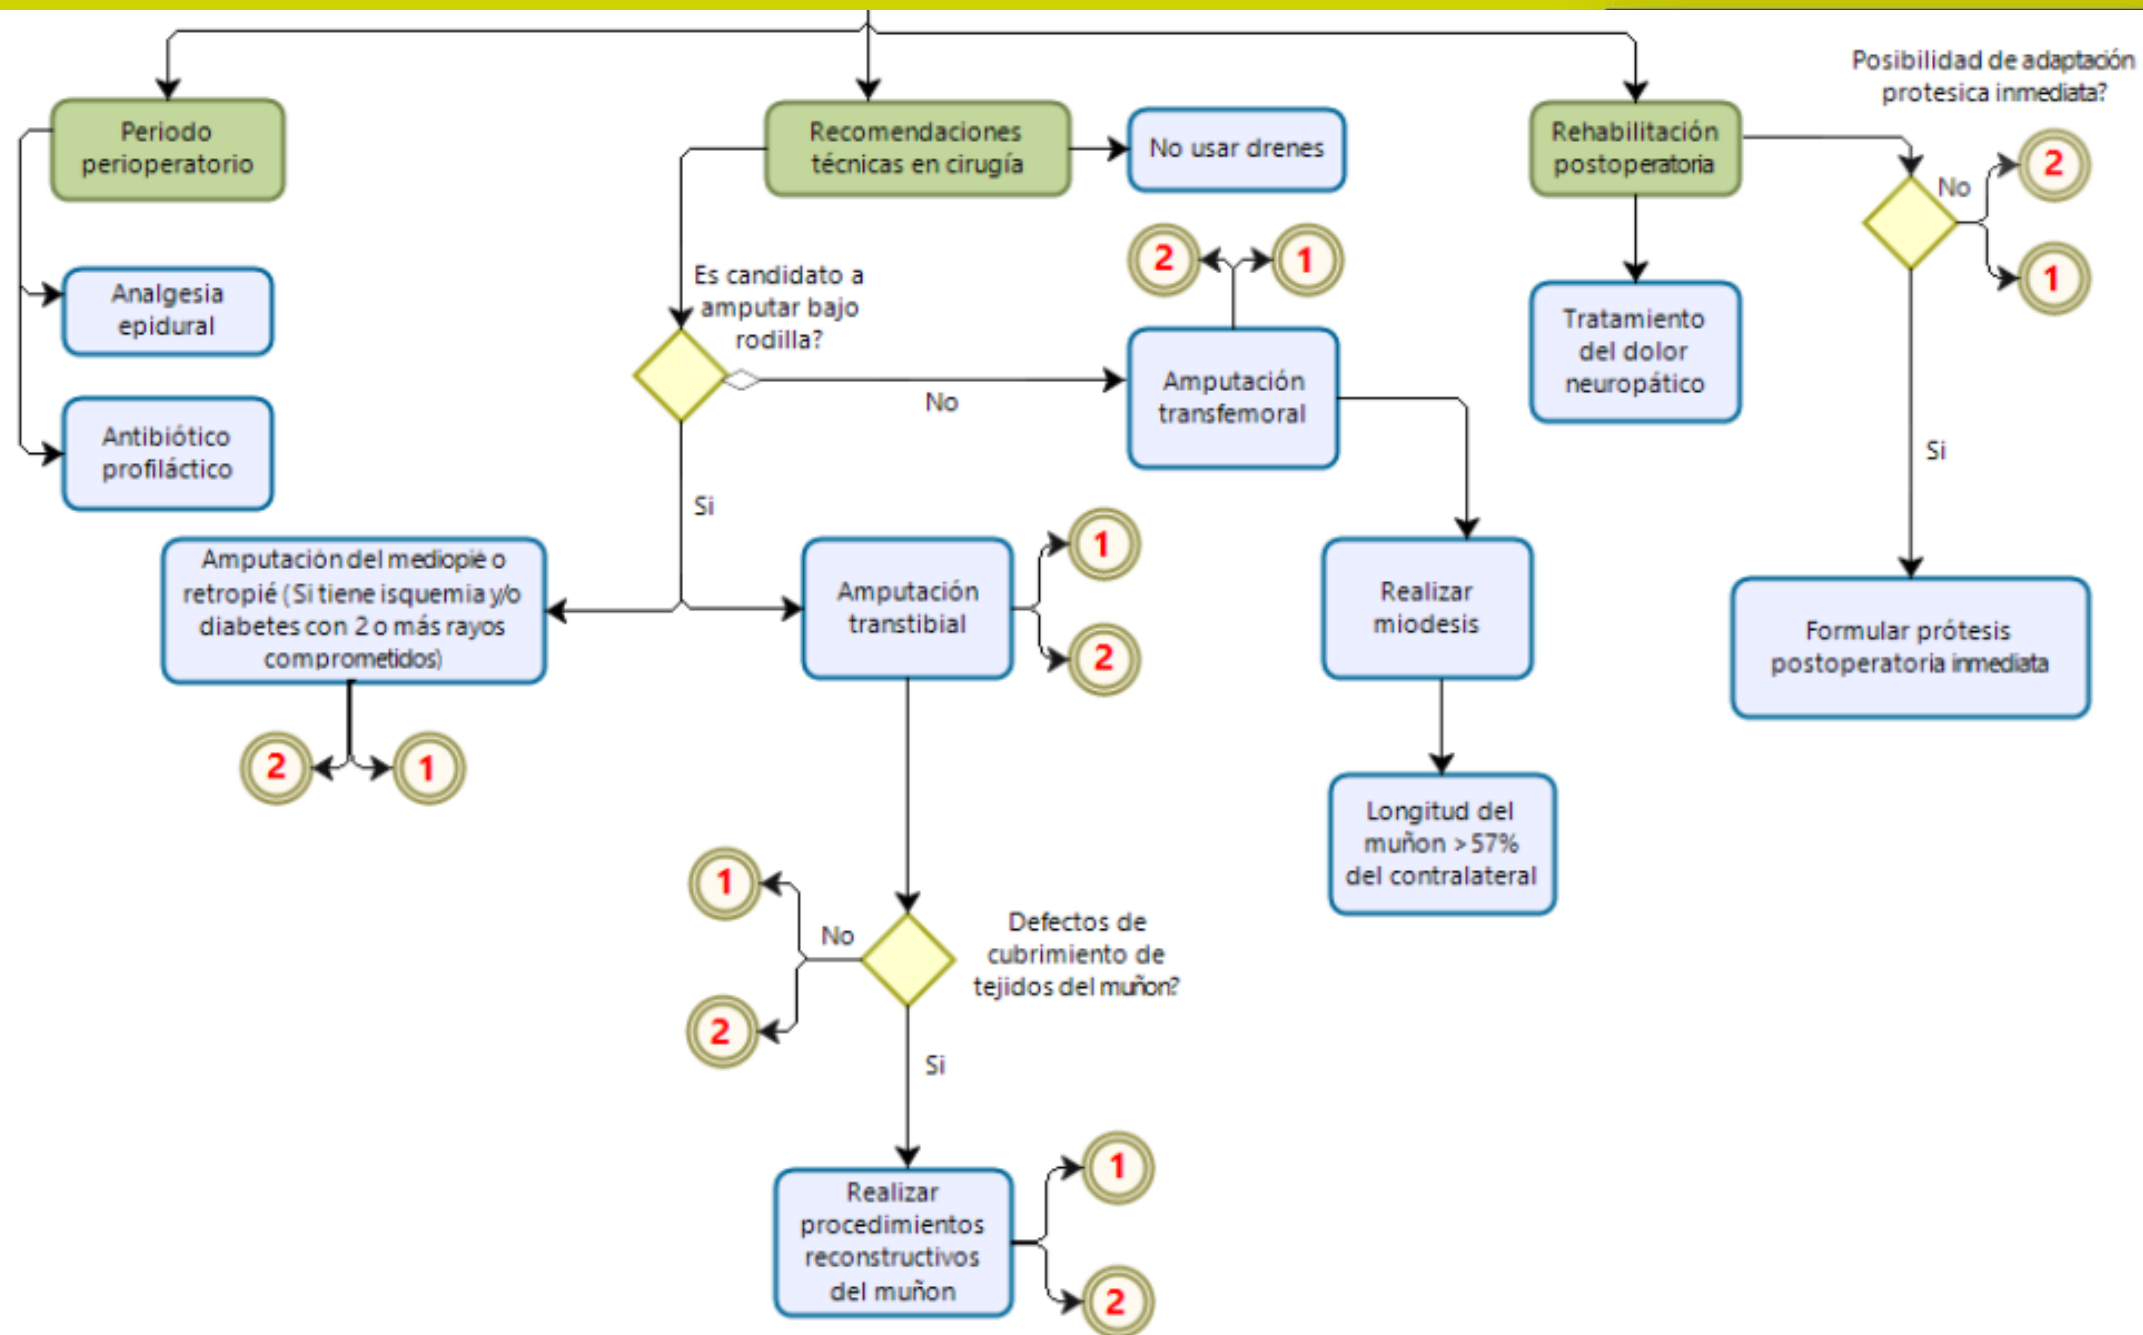 Posibilidad de adaptación
protesica inmediata?
Periodo
perioperatorio
Recomendaciones
técnicas en cirugía
No usar drenes
Rehabilitación
postoperatoria
No
2
1
Analgesia
epidural
Antibiótico
profiláctico
Es candidato a
amputar bajo
rodilla?
2
1
No
Amputación
transfemoral
Tratamiento
del dolor
neuropático
Si
Si
Amputación del mediopié o
retropié (Si tiene isquemia y/o
diabetes con 2 o más rayos
comprometidos)
2
1
Amputación
transtibial
1
2
Realizar
miodesis
Formular prótesis
postoperatoria inmediata
Longitud del
muñon >57%
del contralateral
1
No
2
Defectos de
cubrimiento de
tejidos del muñon?
Si
Realizar
procedimientos
reconstructivos
del muñon
1
2